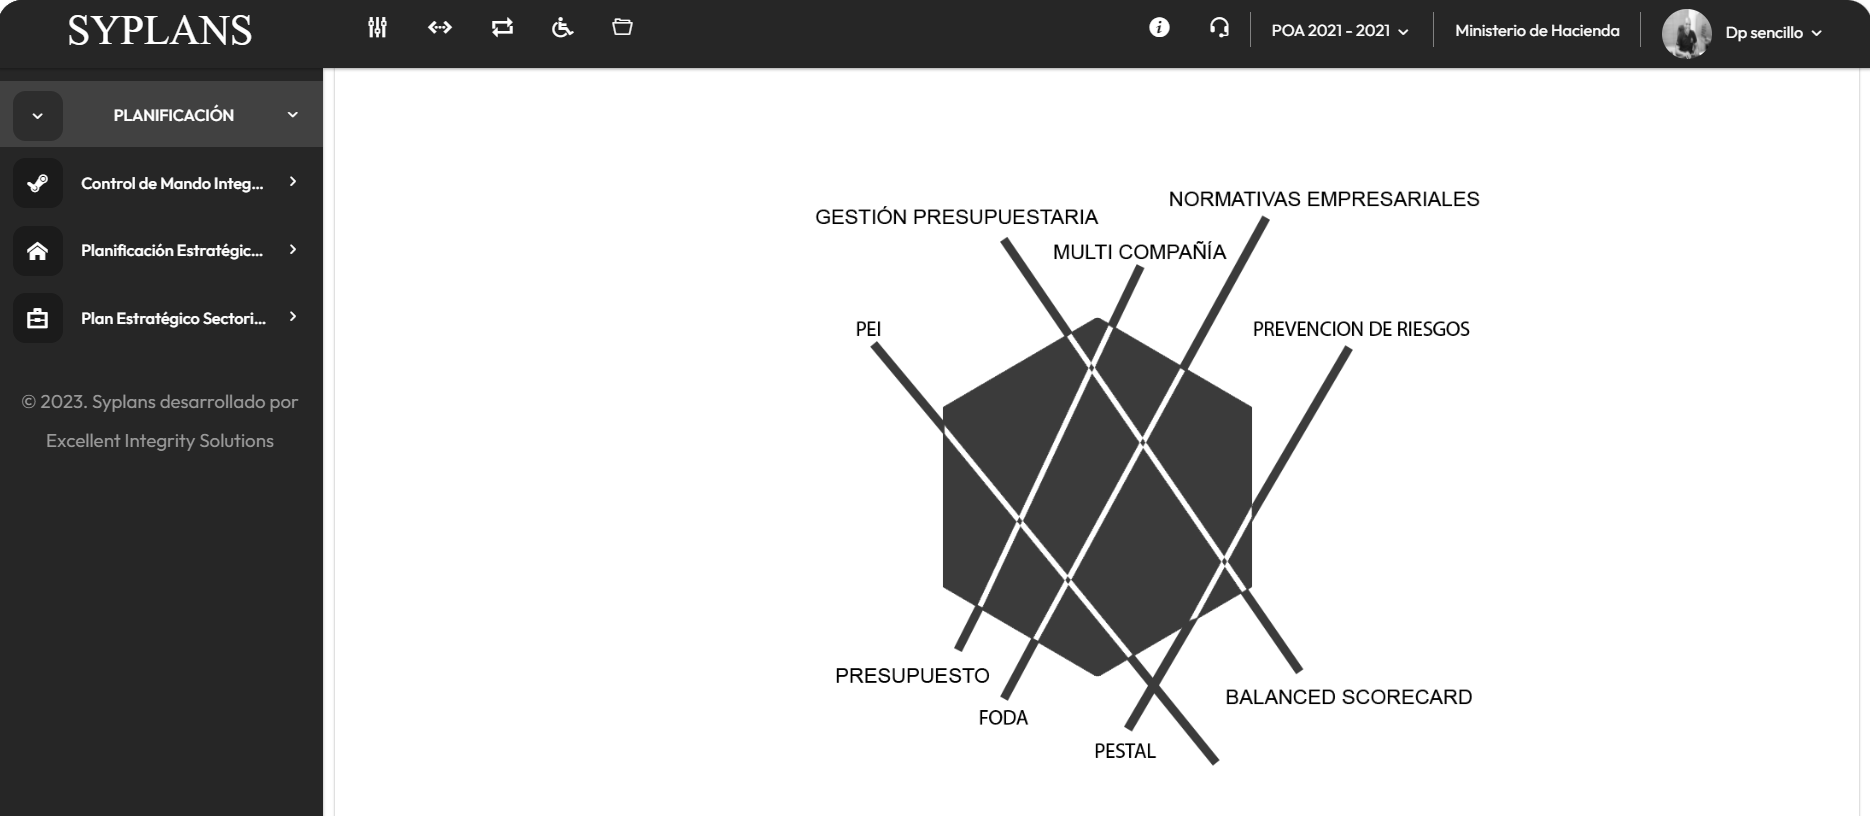 SYPLANS
POA 2021 - 2021
Ministerio de Hacienda
Dp sencillo
PLANIFICACIÓN
Control de Mando Integ...
Planificación Estratégic...
Plan Estratégico Sectori...
© 2023. Syplans desarrollado por
Excellent Integrity Solutions
NORMATIVAS EMPRESARIALES
GESTIÓN PRESUPUESTARIA
MULTI COMPAÑÍA
PEI
PREVENCION DE RIESGOS
PRESUPUESTO
BALANCED SCORECARD
FODA
PESTAL